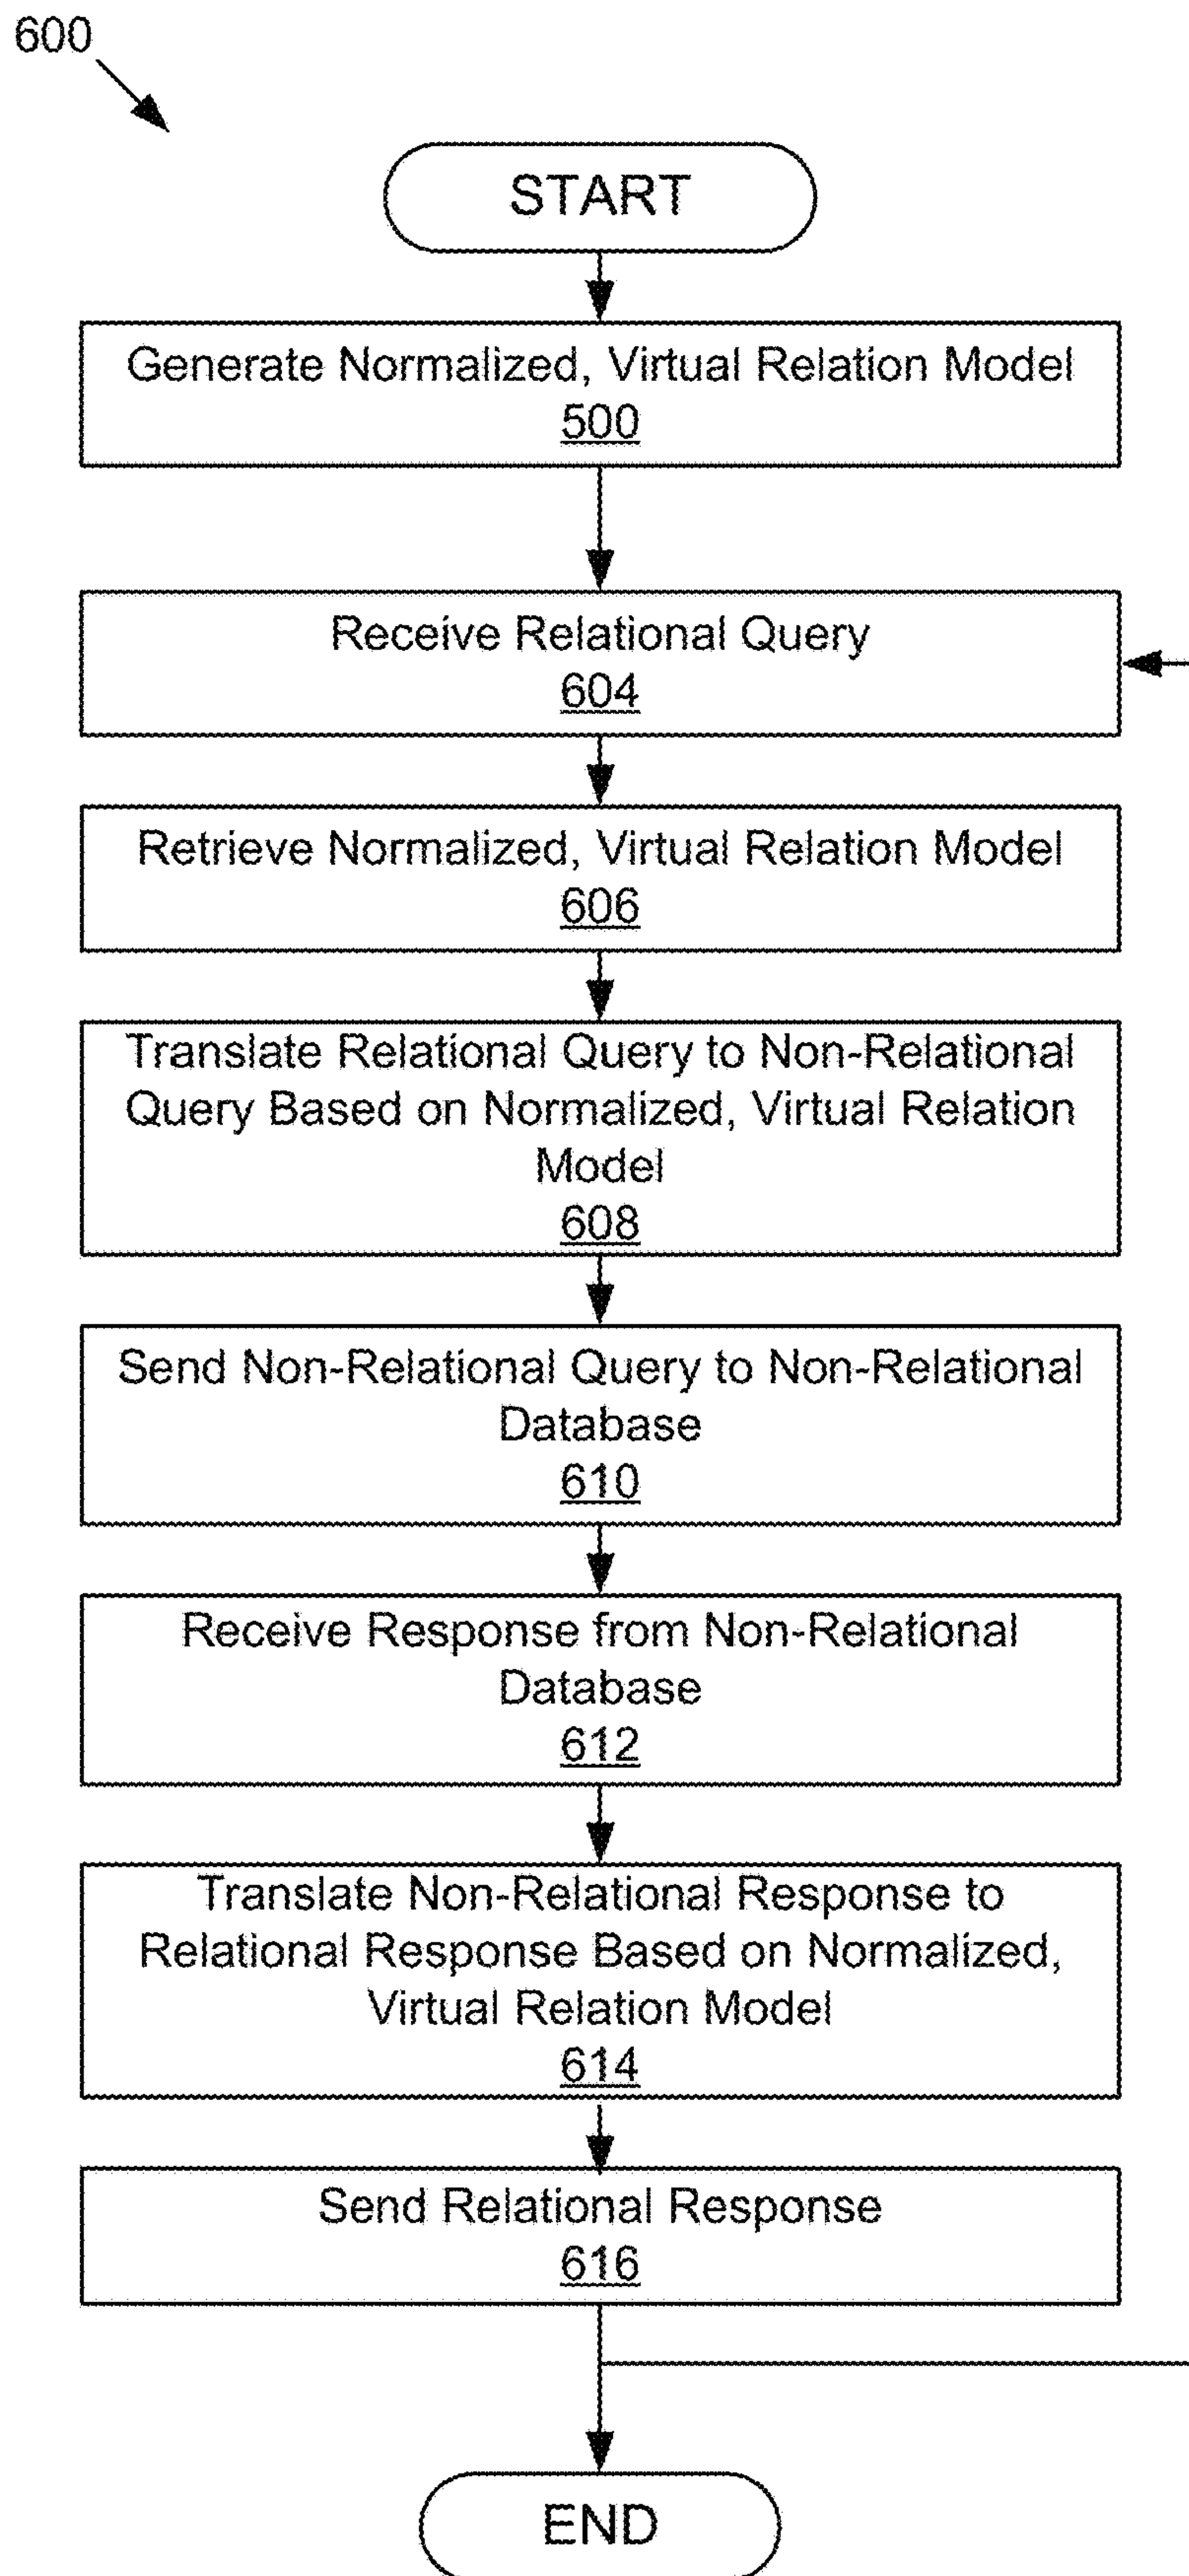 600
START
Generate Normalized, Virtual Relation Model
500
Receive Relational Query
604
Retrieve Normalized, Virtual Relation Model
606
Translate Relational Query to Non-Relational
Query Based on Normalized, Virtual Relation
Model
608
Send Non-Relational Query to Non-Relational
Database
610
Receive Response from Non-Relational
Database
612
Translate Non-Relational Response to
Relational Response Based on Normalized,
Virtual Relation Model
614
Send Relational Response
616
END